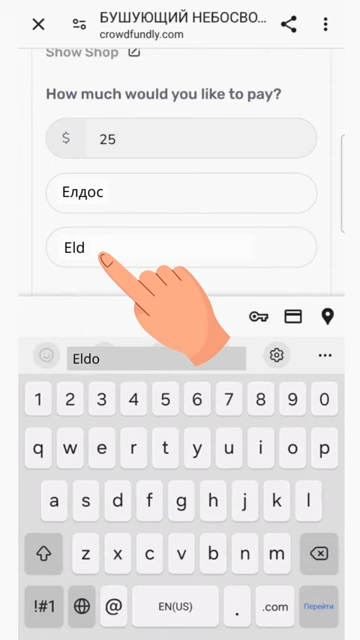 БУШУЮЩИЙ НЕБОСВО...
crowdfundly.com
Show Shop
How much would you like to pay?
$ 25
Елдос
Eld
Eldo
1 2 3 4 5 6 7 8 9 0
q w e r t y u i o p
a s d f g h j k l
z x c v b n m
!#1 @ EN(US) . .com Перейти